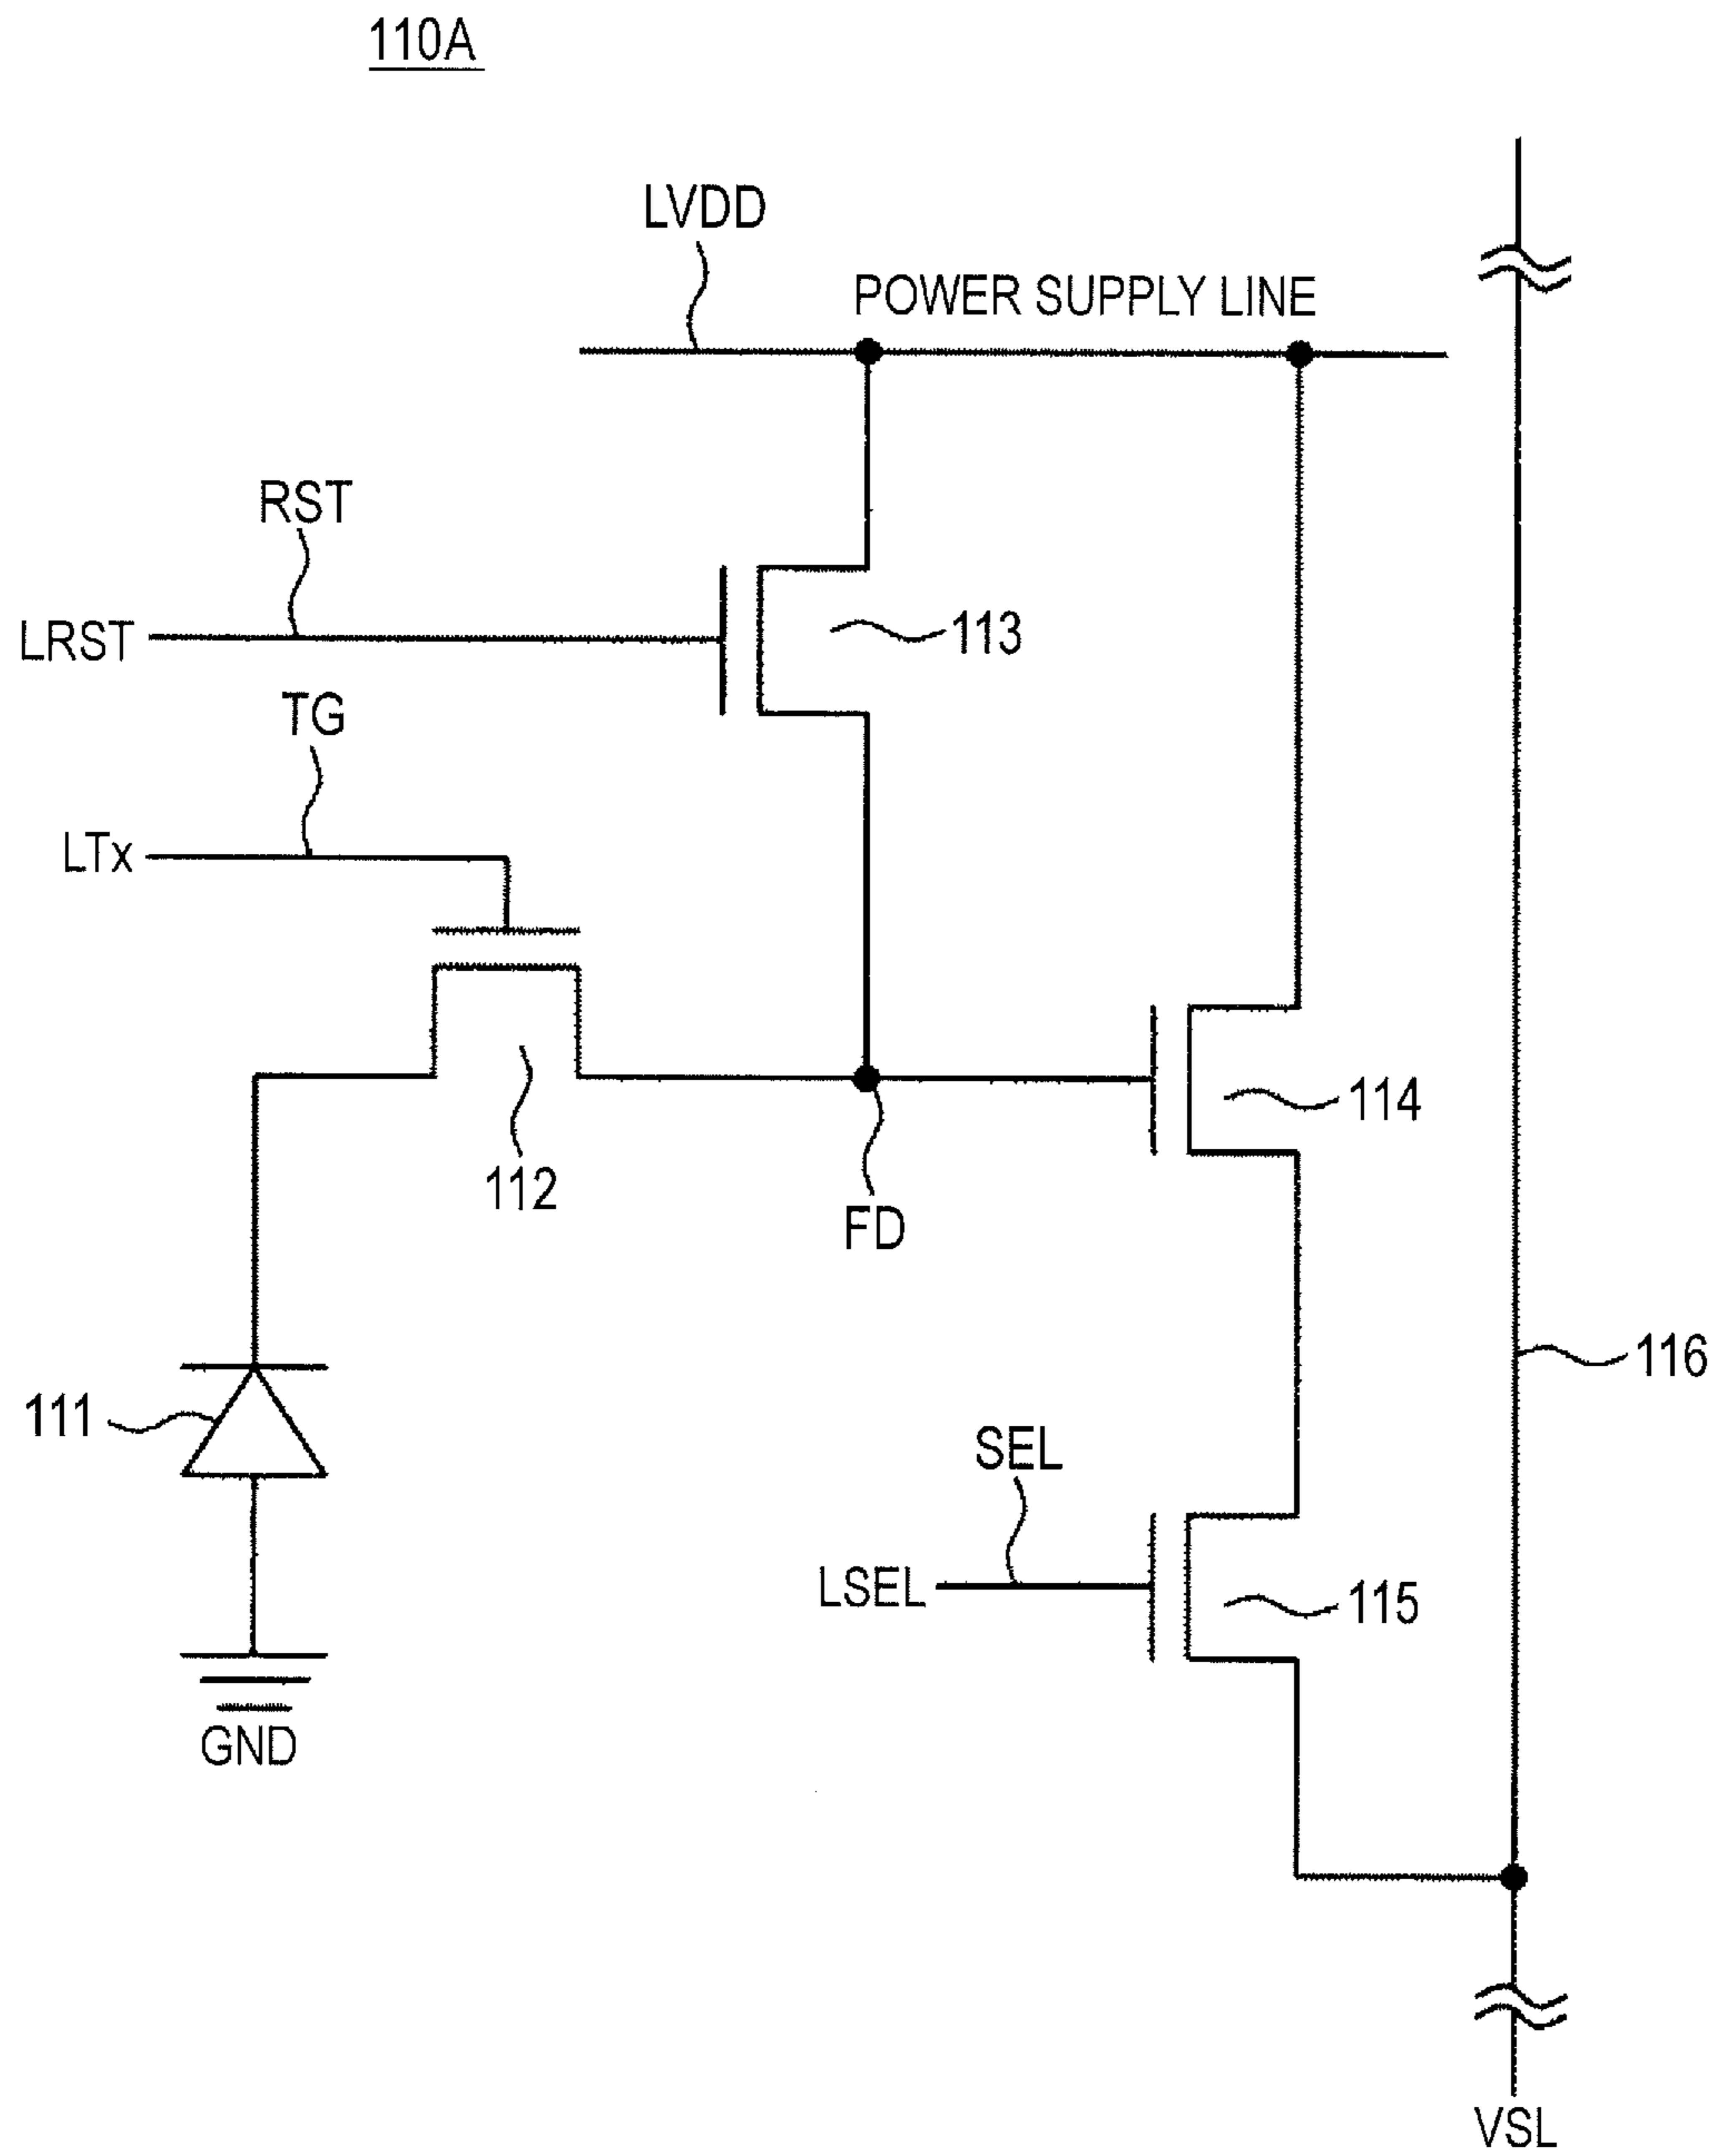 110A
LVDD
POWER SUPPLY LINE
RST
LRST
113
TG
LTx
114
112
FD
116
111
SEL
LSEL
115
GND
VSL